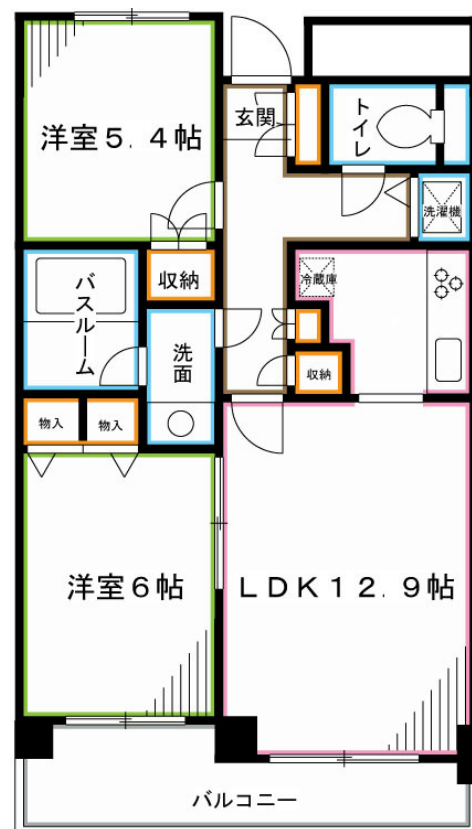 玄関
トイレ
洋室5.4帖
洗濯機
収納
冷蔵庫
バスルーム
洗面
収納
物入
物入
洋室6帖
LDK12.9帖
バルコニー